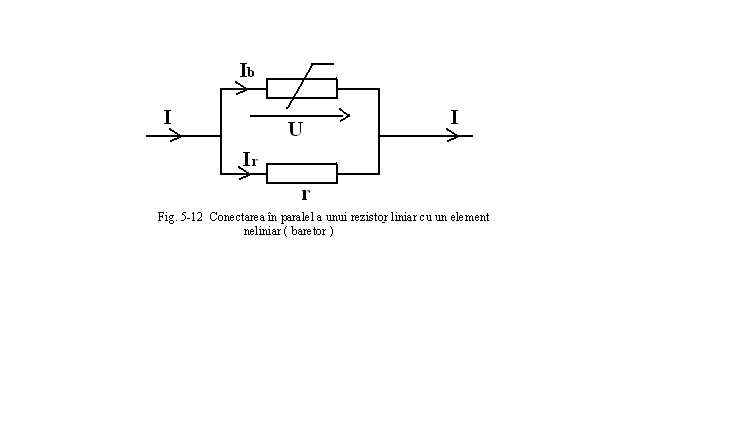 Ib
I
I
U
Ir
r
Fig. 5-12 Conectarea în paralel a unui rezistor liniar cu un element
neliniar ( baretor )